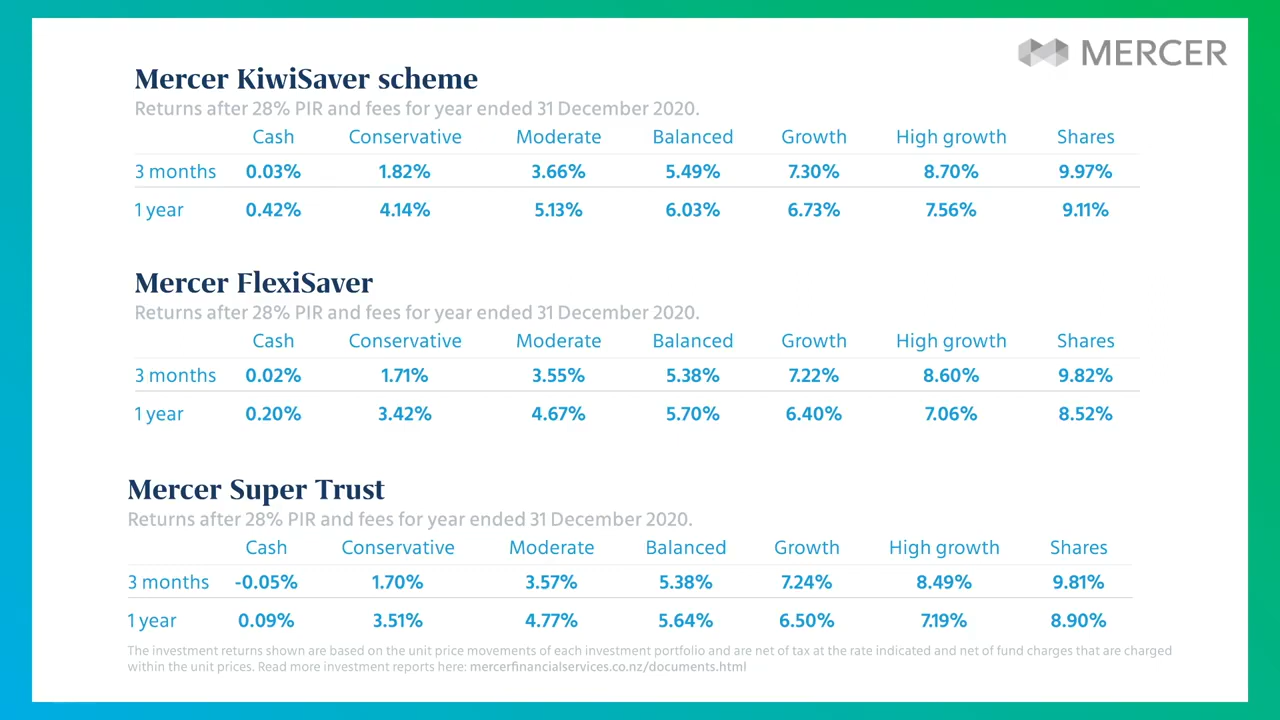 MERCER
Mercer KiwiSaver scheme
Returns after 28% PIR and fees for year ended 31 December 2020.
Cash Conservative Moderate Balanced Growth High growth Shares
3 months 0.03% 1.82% 3.66% 5.49% 7.30% 8.70% 9.97%
1 year 0.42% 4.14% 5.13% 6.03% 6.73% 7.56% 9.11%
Mercer FlexiSaver
Returns after 28% PIR and fees for year ended 31 December 2020.
Cash Conservative Moderate Balanced Growth High growth Shares
3 months 0.02% 1.71% 3.55% 5.38% 7.22% 8.60% 9.82%
1 year 0.20% 3.42% 4.67% 5.70% 6.40% 7.06% 8.52%
Mercer Super Trust
Returns after 28% PIR and fees for year ended 31 December 2020.
Cash Conservative Moderate Balanced Growth High growth Shares
3 months -0.05% 1.70% 3.57% 5.38% 7.24% 8.49% 9.81%
1 year 0.09% 3.51% 4.77% 5.64% 6.50% 7.19% 8.90%
The investment returns shown are based on the unit price movements of each investment portfolio and are net of tax at the rate indicated and net of fund charges that are charged
within the unit prices. Read more investment reports here: mercerfinancialservices.co.nz/documents.html